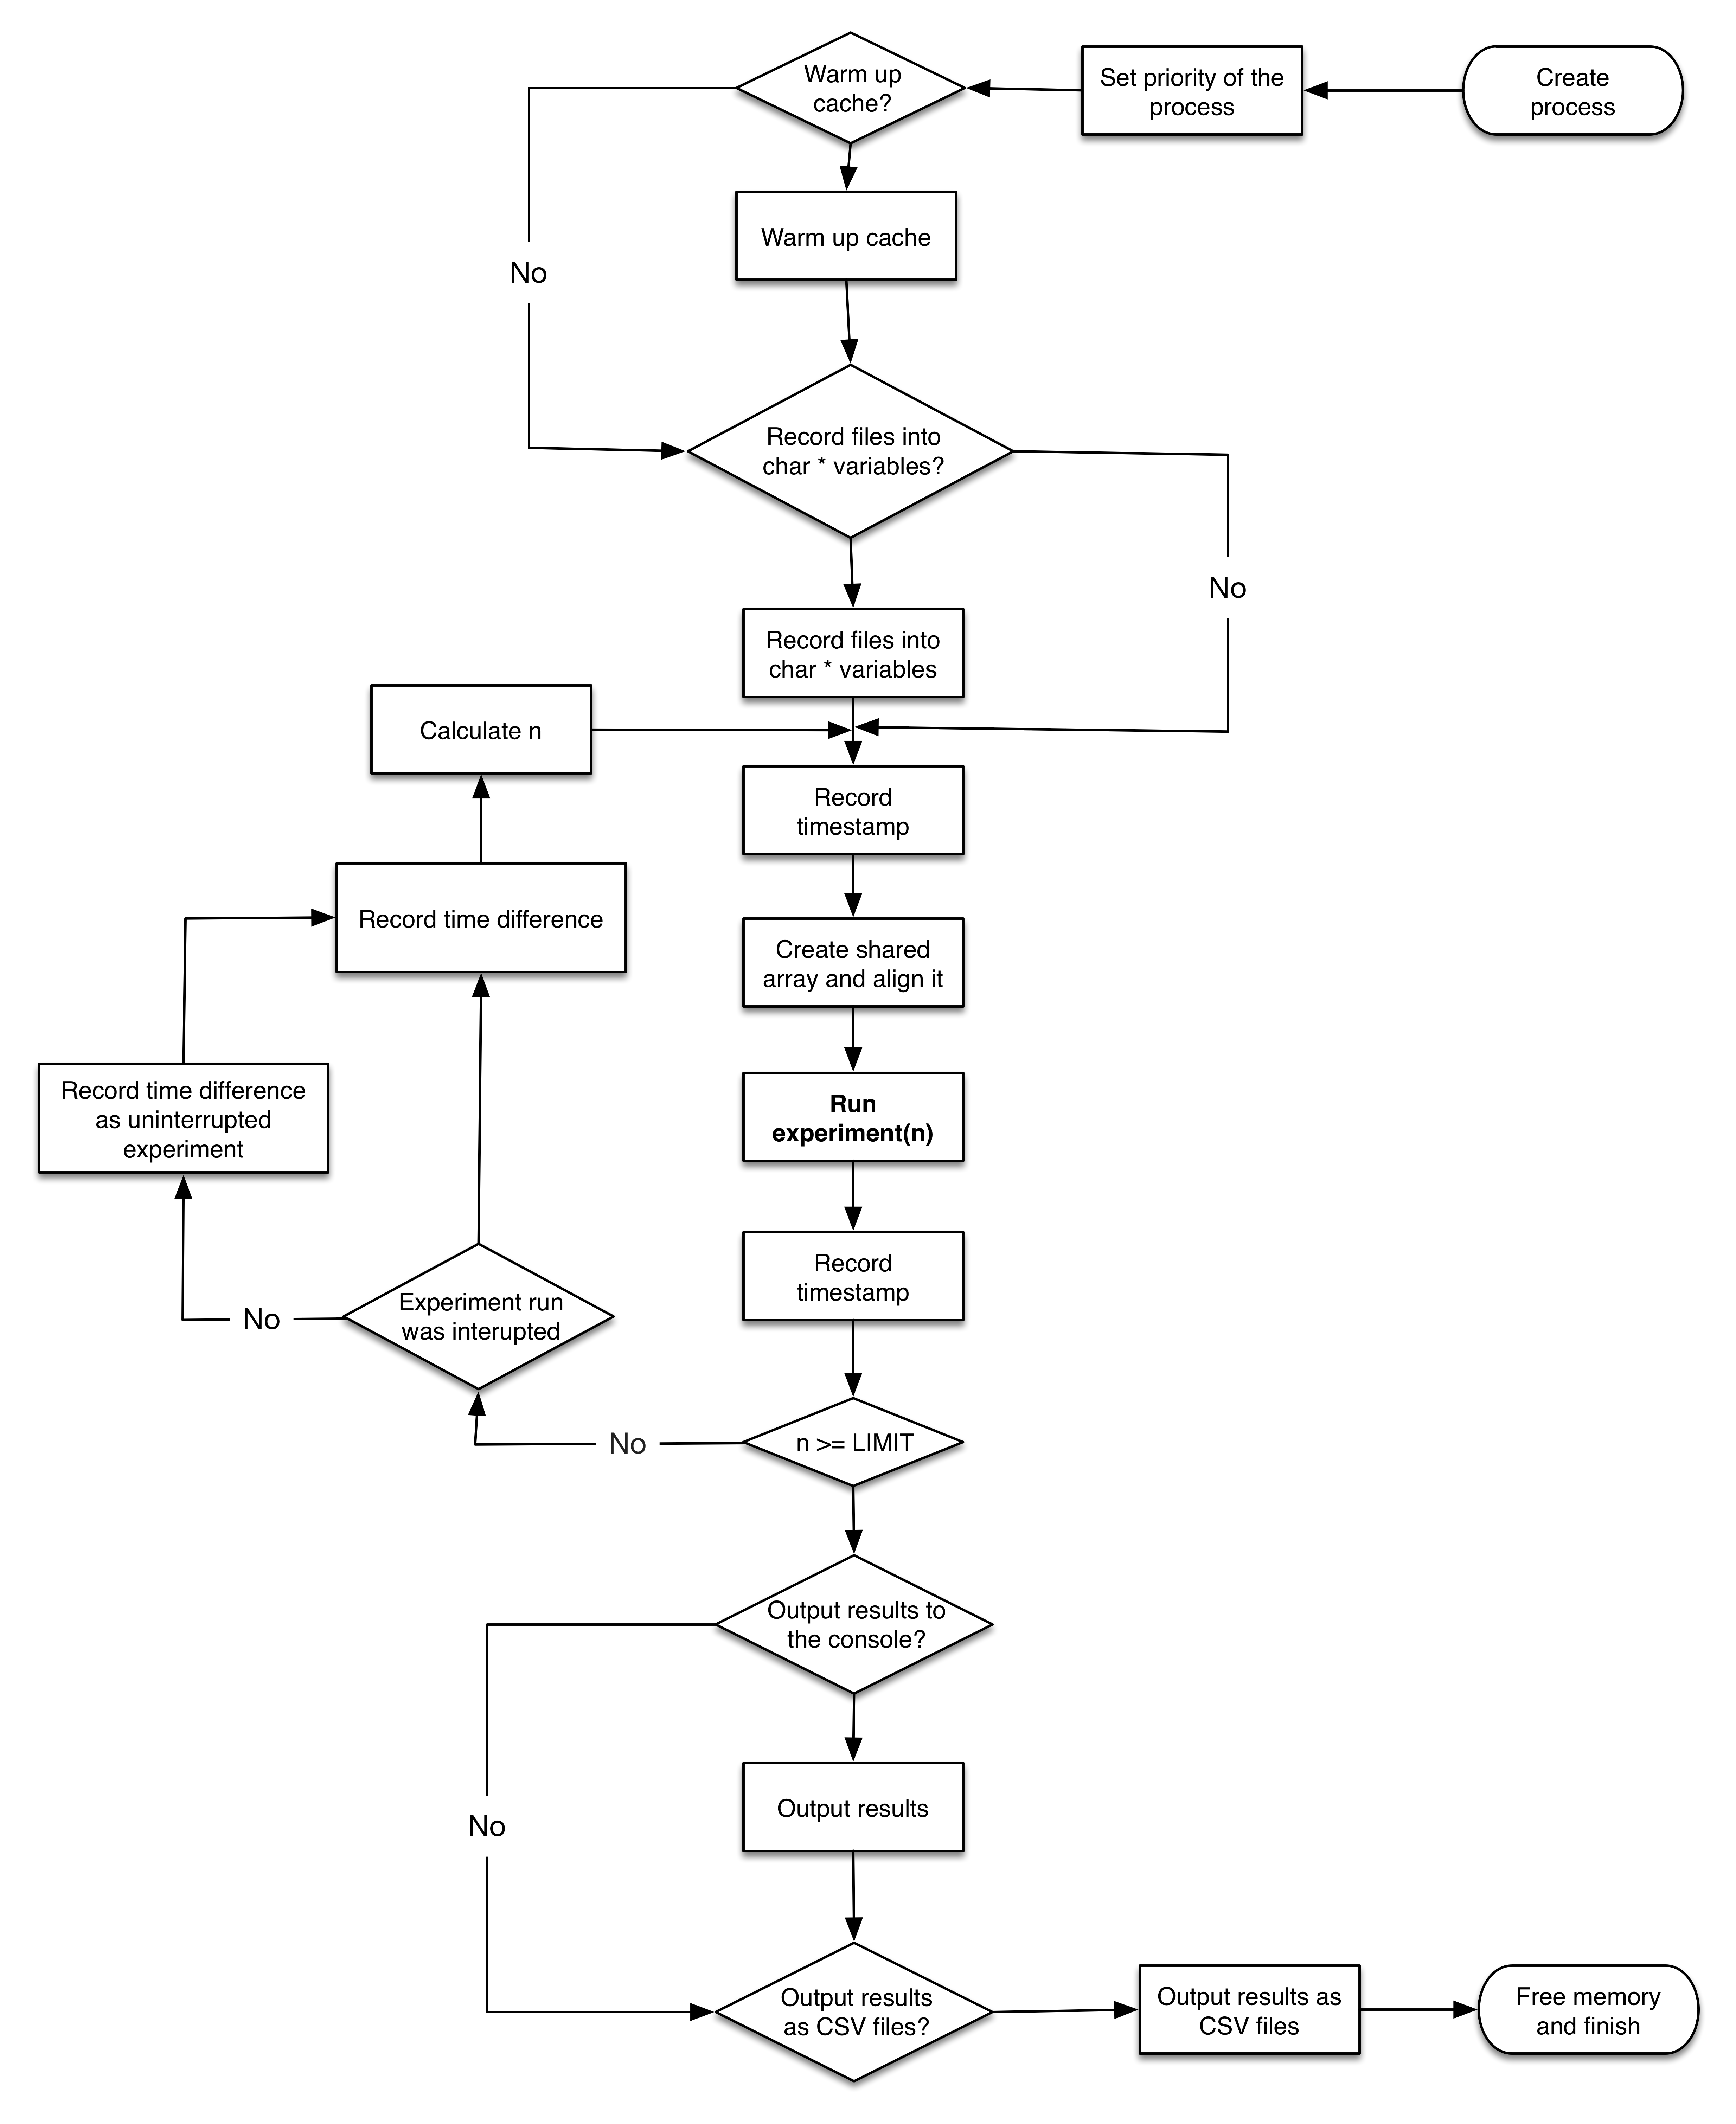 Create
process
Set priority of the
process
Warm up
cache?
Warm up cache
No
Record files into
char * variables?
No
Record files into
char * variables
Calculate n
Record
timestamp
Record time difference
Create shared
array and align it
Record time difference
as uninterrupted
experiment
Run
experiment(n)
Record
timestamp
Experiment run
was interupted
No
n >= LIMIT
No
Output results to
the console?
Output results
No
Output results
as CSV files?
Output results as
CSV files
Free memory
and finish